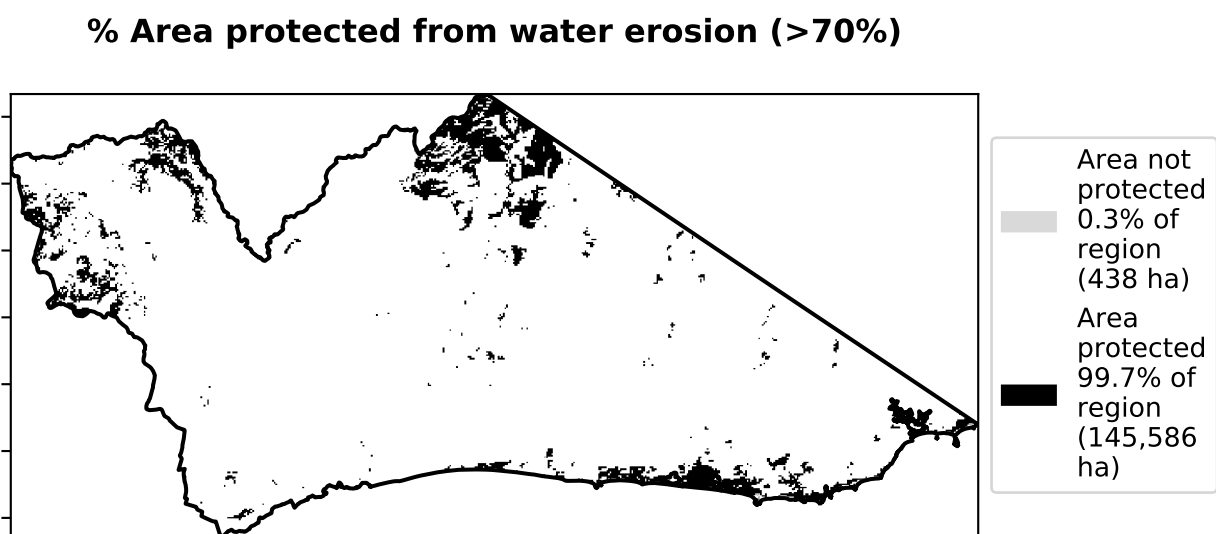 % Area protected from water erosion (>70%)
Area not
protected
0.3% of
region
(438 ha)
Area
protected
99.7% of
region
(145,586
ha)